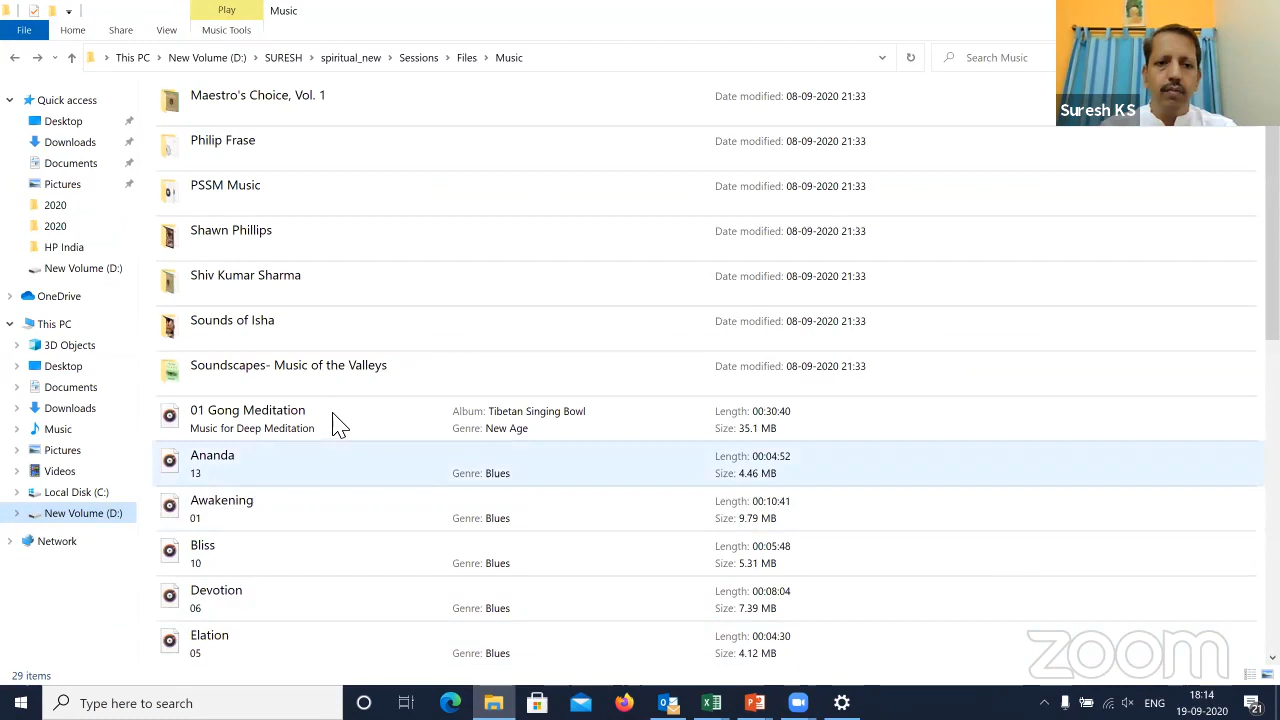 Play
Music
File
Home
Share
View
Music Tools
This PC
New Volume (D:)
SURESH
spiritual_new
Sessions
Files
Music
Search Music
Suresh KS
Quick access
Desktop
Downloads
Documents
Pictures
2020
2020
HP India
New Volume (D:)
OneDrive
This PC
3D Objects
Desktop
Documents
Downloads
Music
Pictures
Videos
Local Disk (C:)
New Volume (D:)
Network
Maestro's Choice, Vol. 1
Date modified: 08-09-2020 21:33
Philip Frase
Date modified: 08-09-2020 21:33
PSSM Music
Date modified: 08-09-2020 21:33
Shawn Phillips
Date modified: 08-09-2020 21:33
Shiv Kumar Sharma
Date modified: 08-09-2020 21:33
Sounds of Isha
Date modified: 08-09-2020 21:33
Soundscapes- Music of the Valleys
Date modified: 08-09-2020 21:33
01 Gong Meditation
Album: Tibetan Singing Bowl
Length: 00:30:40
Music for Deep Meditation
Genre: New Age
Size: 35.1 MB
Ananda
Length: 00:04:52
13
Genre: Blues
Size: 4.46 MB
Awakening
Length: 00:10:41
01
Genre: Blues
Size: 9.79 MB
Bliss
Length: 00:05:48
10
Genre: Blues
Size: 5.31 MB
Devotion
Length: 00:08:04
06
Genre: Blues
Size: 7.39 MB
Elation
Length: 00:04:30
05
Genre: Blues
Size: 4.12 MB
zoom
29 items
Type here to search
ENG
18:14
19-09-2020
21